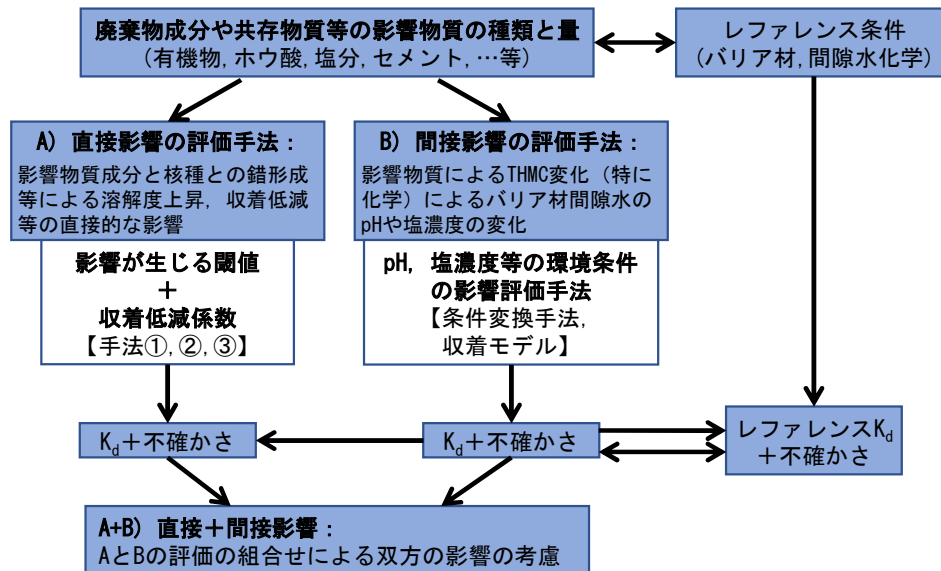 廃棄物成分や共存物質等の影響物質の種類と量
(有機物, ホウ酸, 塩分, セメント, …等)
レファレンス条件
(バリア材, 間隙水化学)
A) 直接影響の評価手法：
影響物質成分と核種との錯形成
等による溶解度上昇, 収着低減
等の直接的な影響
影響が生じる閾値
＋
収着低減係数
【手法①, ②, ③】
B) 間接影響の評価手法：
影響物質によるTHMC変化（特に
化学）によるバリア材間隙水の
pHや塩濃度の変化
pH, 塩濃度等の環境条件
の影響評価手法
【条件変換手法,
収着モデル】
Kd＋不確かさ
Kd＋不確かさ
レファレンスKd
＋不確かさ
A+B) 直接＋間接影響：
AとBの評価の組合せによる双方の影響の考慮